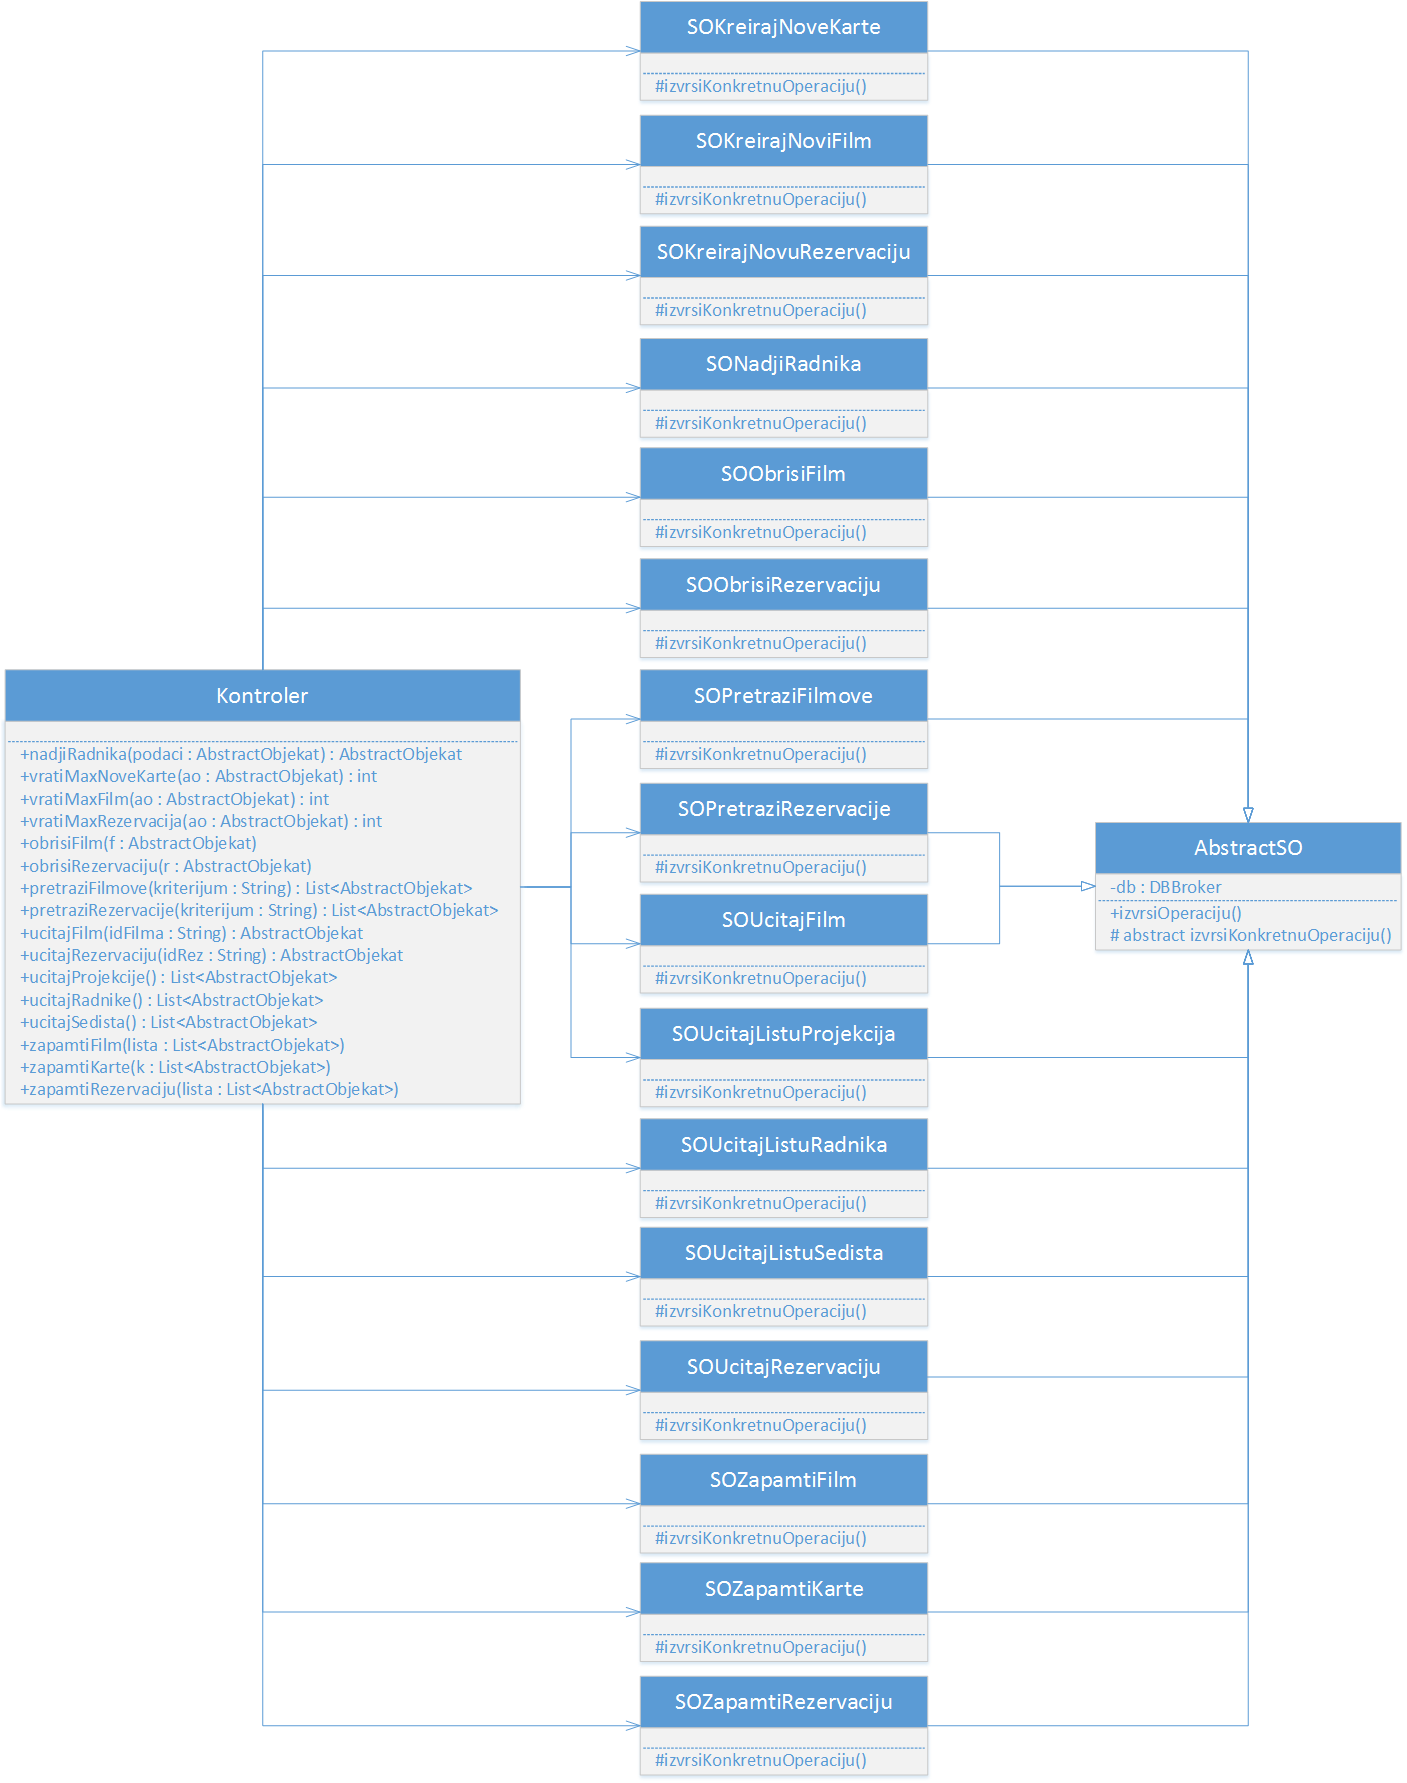 SOKreirajNoveKarte
#izvrsiKonkretnuOperaciju()
SOKreirajNoviFilm
#izvrsiKonkretnuOperaciju()
SOKreirajNovuRezervaciju
#izvrsiKonkretnuOperaciju()
SONadjiRadnika
#izvrsiKonkretnuOperaciju()
SOObrisiFilm
#izvrsiKonkretnuOperaciju()
SOObrisiRezervaciju
#izvrsiKonkretnuOperaciju()
Kontroler
+nadjiRadnika(podaci : AbstractObjekat) : AbstractObjekat
+vratiMaxNoveKarte(ao : AbstractObjekat) : int
+vratiMaxFilm(ao : AbstractObjekat) : int
+vratiMaxRezervacija(ao : AbstractObjekat) : int
+obrisiFilm(f : AbstractObjekat)
+obrisiRezervaciju(r : AbstractObjekat)
+pretraziFilmove(kriterijum : String) : List<AbstractObjekat>
+pretraziRezervacije(kriterijum : String) : List<AbstractObjekat>
+ucitajFilm(idFilma : String) : AbstractObjekat
+ucitajRezervaciju(idRez : String) : AbstractObjekat
+ucitajProjekcije() : List<AbstractObjekat>
+ucitajRadnike() : List<AbstractObjekat>
+ucitajSedista() : List<AbstractObjekat>
+zapamtiFilm(lista : List<AbstractObjekat>)
+zapamtiKarte(k : List<AbstractObjekat>)
+zapamtiRezervaciju(lista : List<AbstractObjekat>)
SOPretraziFilmove
#izvrsiKonkretnuOperaciju()
SOPretraziRezervacije
#izvrsiKonkretnuOperaciju()
SOUcitajFilm
#izvrsiKonkretnuOperaciju()
SOUcitajListuProjekcija
#izvrsiKonkretnuOperaciju()
AbstractSO
-db : DBBroker
+izvrsiOperaciju()
# abstract izvrsiKonkretnuOperaciju()
SOUcitajListuRadnika
#izvrsiKonkretnuOperaciju()
SOUcitajListuSedista
#izvrsiKonkretnuOperaciju()
SOUcitajRezervaciju
#izvrsiKonkretnuOperaciju()
SOZapamtiFilm
#izvrsiKonkretnuOperaciju()
SOZapamtiKarte
#izvrsiKonkretnuOperaciju()
SOZapamtiRezervaciju
#izvrsiKonkretnuOperaciju()